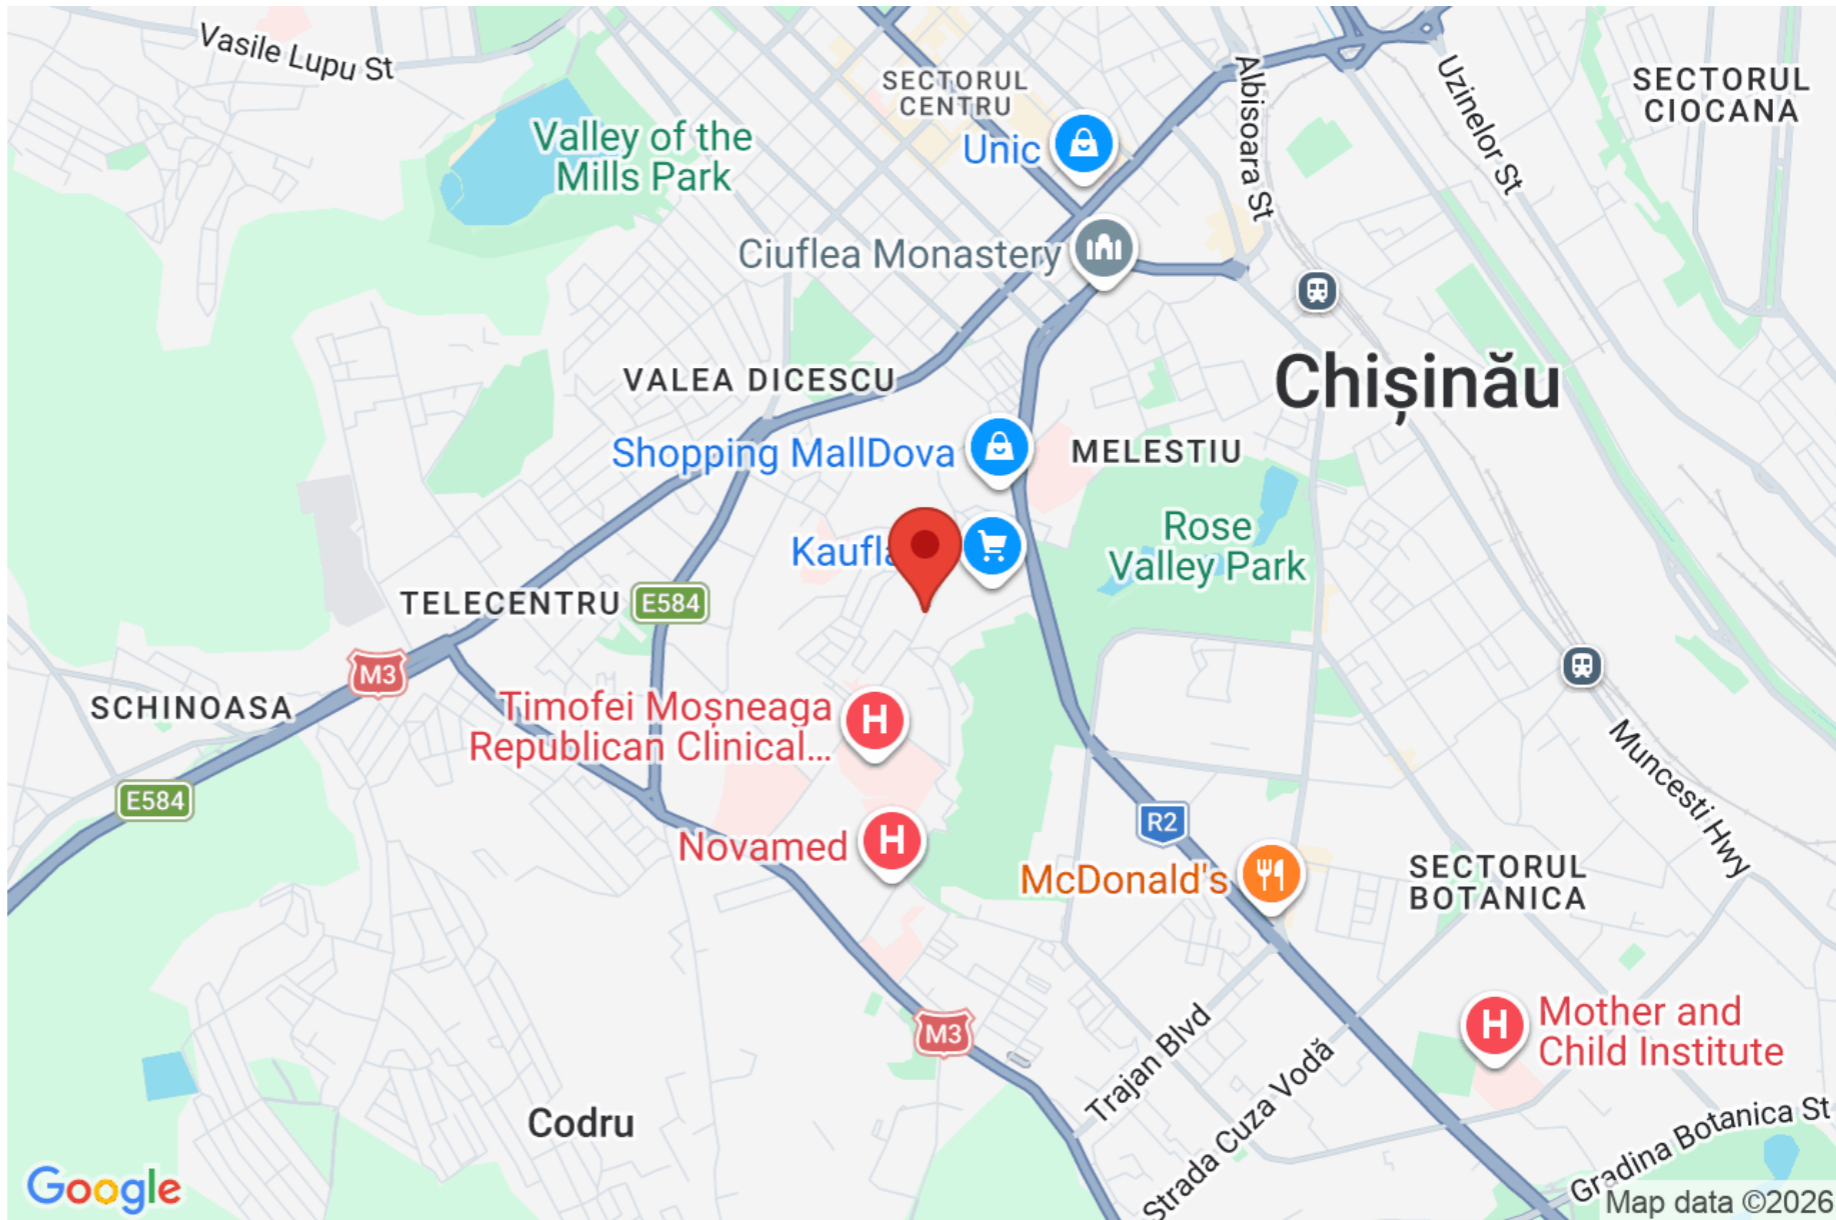 Vasile Lupu St
SECTORUL
CENTRU
Albisoara St
Uzinelor St
SECTORUL
CIOCANA
Valley of the
Mills Park
Unic
Ciuflea Monastery
Chișinău
VALEA DICESCU
Shopping MallDova
MELESTIU
Rose
Valley Park
TELECENTRU
E584
M3
SCHINOASA
Timofei Moșneaga
Republican Clinical...
H
E584
Novamed
H
R2
McDonald's
Muncesti Hwy
SECTORUL
BOTANICA
M3
H
Mother and
Child Institute
Trajan Blvd
Strada Cuza Vodă
Codru
Gradina Botanica St
Google
Map data ©2026